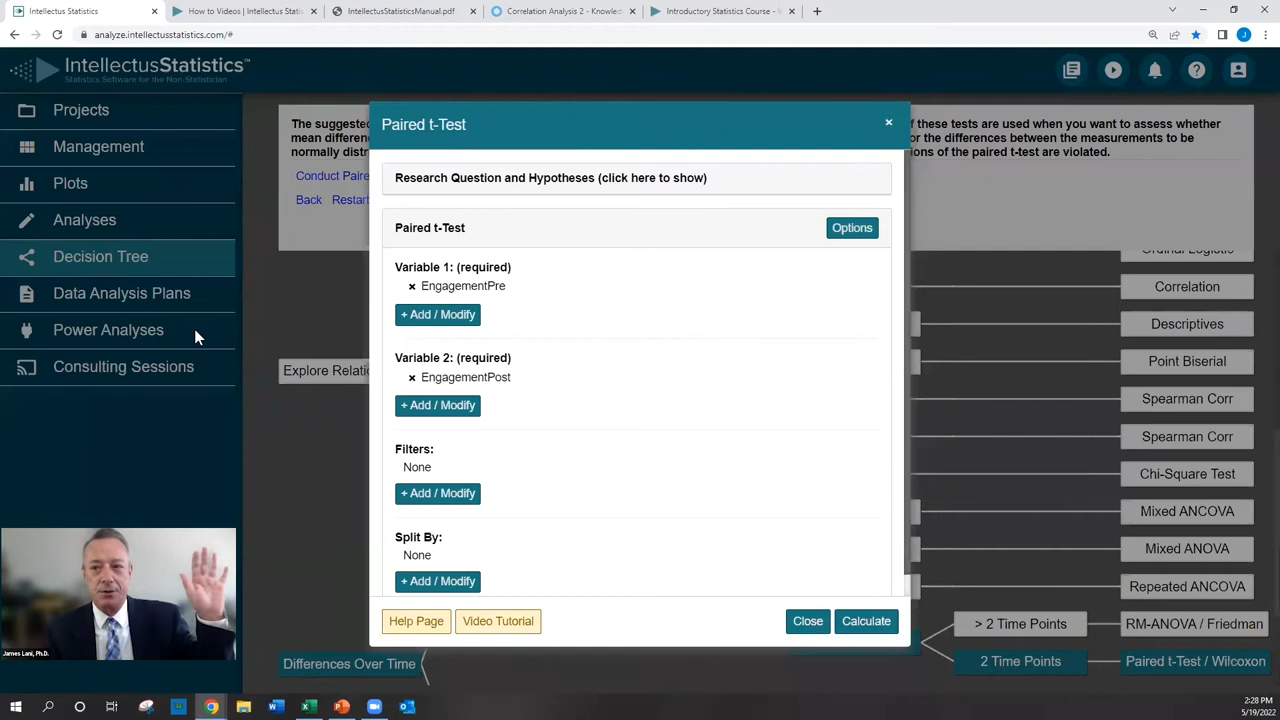 Intellectus Statistics
How to Videos | Intellectus Stati
IntellectusStatisticsManual.pdf
Correlation Analysis 2 - Knowled
Introductory Statistics Course - I
analyze.intellectusstatistics.com/#
IntellectusStatistics™
Statistics Software for the Non-Statistician
Projects
Management
Plots
Analyses
Decision Tree
Data Analysis Plans
Power Analyses
Consulting Sessions
The suggested
mean differen
normally distr
Conduct Paire
Back Restart
f these tests are used when you want to assess whether
or the differences between the measurements to be
ons of the paired t-test are violated.
Paired t-Test
×
Research Question and Hypotheses (click here to show)
Paired t-Test
Options
Variable 1: (required)
× EngagementPre
+ Add / Modify
Variable 2: (required)
× EngagementPost
+ Add / Modify
Filters:
None
+ Add / Modify
Split By:
None
+ Add / Modify
Help Page
Video Tutorial
Close
Calculate
Explore Relatio
Ordinal Logistic
Correlation
Descriptives
Point Biserial
Spearman Corr
Spearman Corr
Chi-Square Test
Mixed ANCOVA
Mixed ANOVA
Repeated ANCOVA
> 2 Time Points
RM-ANOVA / Friedman
Differences Over Time
2 Time Points
Paired t-Test / Wilcoxon
James Lani, Ph.D.
2:28 PM
5/19/2022